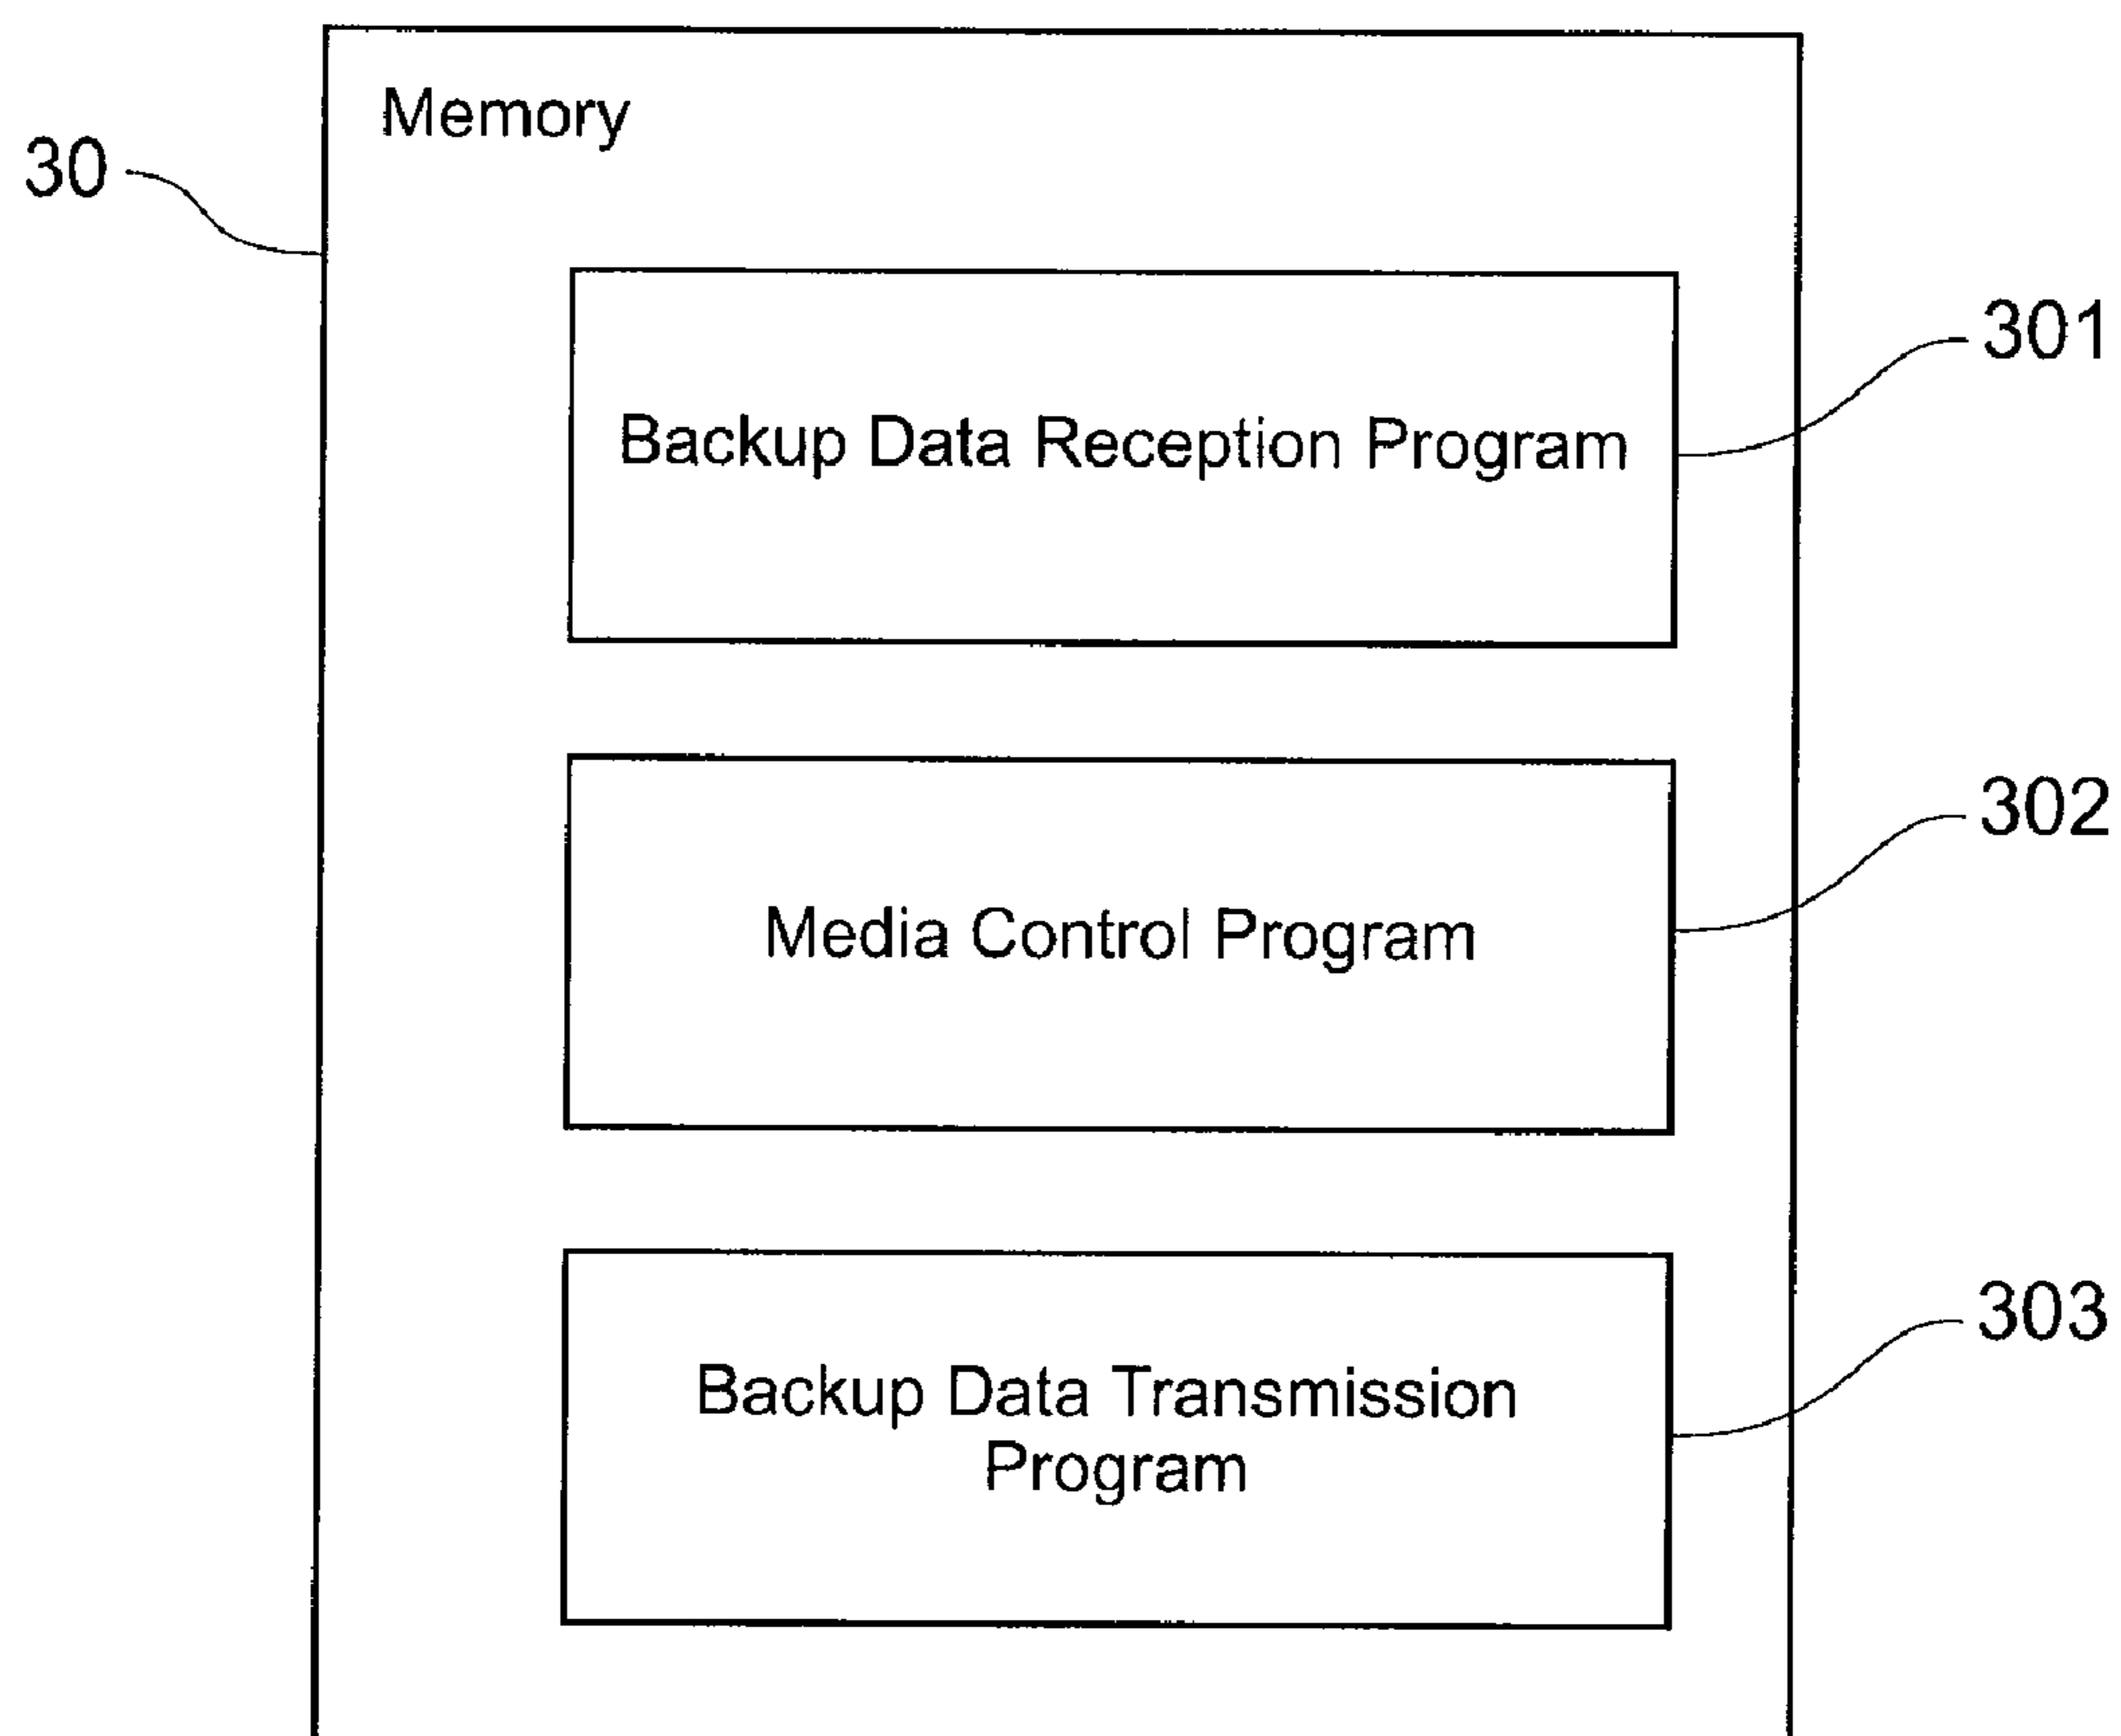 Memory
30
301
Backup Data Reception Program
302
Media Control Program
303
Backup Data Transmission
Program